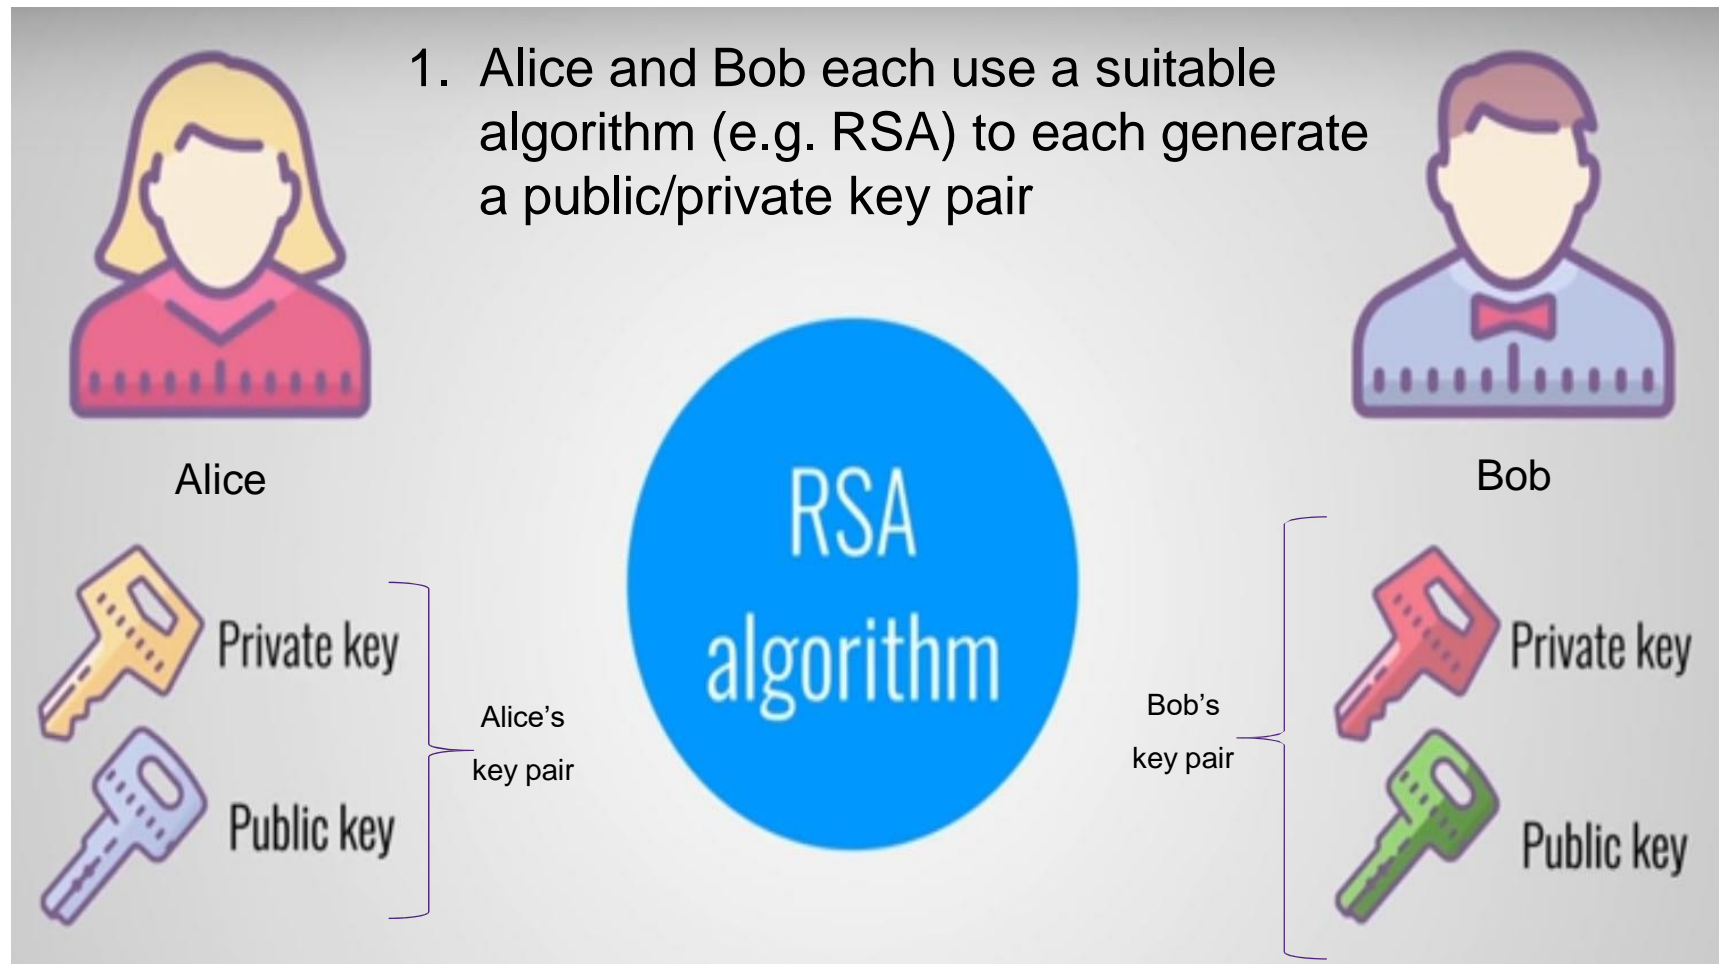 1. Alice and Bob each use a suitable
algorithm (e.g. RSA) to each generate
a public/private key pair
RSA
algorithm
Alice
Private key
Public key
Alice’s
key pair
Bob
Bob’s
key pair
Private key
Public key